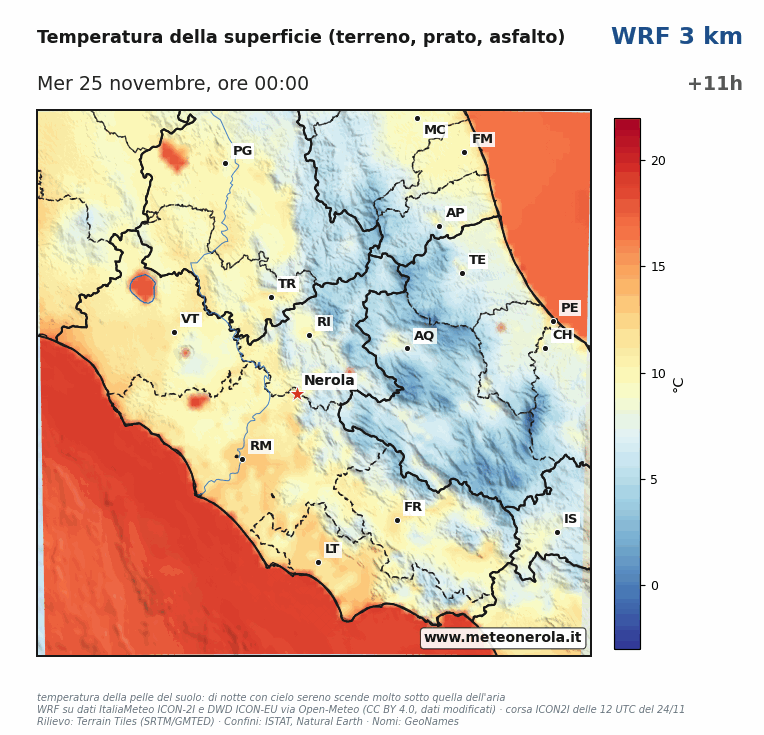 Temperatura della superficie (terreno, prato, asfalto)
WRF 3 km
Mer 25 novembre, ore 00:00
+11h
MC
FM
PG
AP
TE
TR
PE
VT
RI
AQ
CH
Nerola
RM
FR
IS
LT
www.meteonerola.it
20
15
10
5
0
°C
temperatura della pelle del suolo: di notte con cielo sereno scende molto sotto quella dell'aria
WRF su dati ItaliaMeteo ICON-2I e DWD ICON-EU via Open-Meteo (CC BY 4.0, dati modificati) · corsa ICON2I delle 12 UTC del 24/11
Rilievo: Terrain Tiles (SRTM/GMTED) · Confini: ISTAT, Natural Earth · Nomi: GeoNames